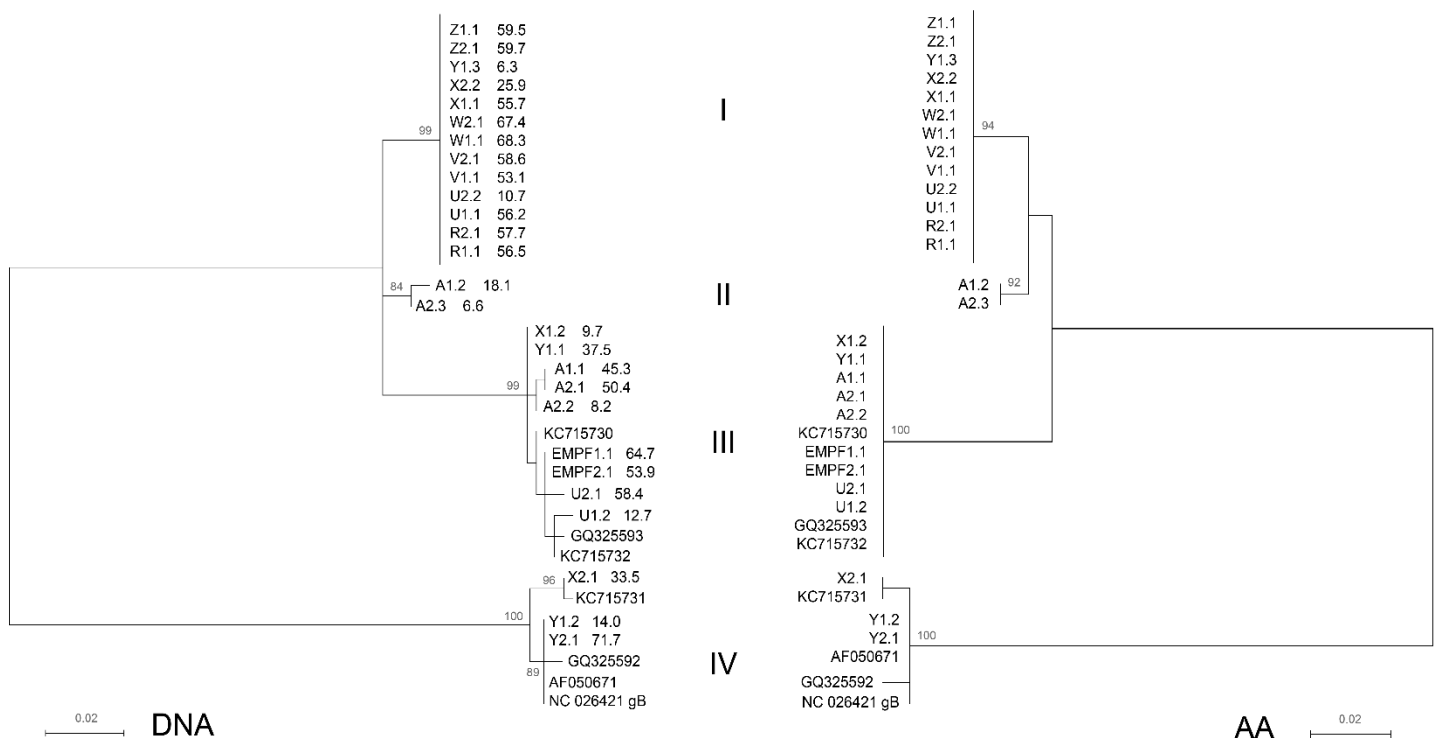 Z1.1 59.5
Z2.1 59.7
Y1.3 6.3
X2.2 25.9
X1.1 55.7
W2.1 67.4
W1.1 68.3
V2.1 58.6
V1.1 53.1
U2.2 10.7
U1.1 56.2
R2.1 57.7
R1.1 56.5
99
A1.2 18.1
A2.3 6.6
84
X1.2 9.7
Y1.1 37.5
A1.1 45.3
A2.1 50.4
A2.2 8.2
99
KC715730
EMPF1.1 64.7
EMPF2.1 53.9
U2.1 58.4
U1.2 12.7
GQ325593
KC715732
X2.1 33.5
96
KC715731
100
Y1.2 14.0
Y2.1 71.7
GQ325592
89
AF050671
NC 026421 gB
0.02
DNA
I
II
III
IV
Z1.1
Z2.1
Y1.3
X2.2
X1.1
W2.1
W1.1
V2.1
V1.1
U2.2
U1.1
R2.1
R1.1
94
A1.2
A2.3
92
X1.2
Y1.1
A1.1
A2.1
A2.2
KC715730
EMPF1.1
EMPF2.1
U2.1
U1.2
GQ325593
KC715732
100
X2.1
KC715731
Y1.2
Y2.1
AF050671
100
GQ325592
NC 026421 gB
AA
0.02